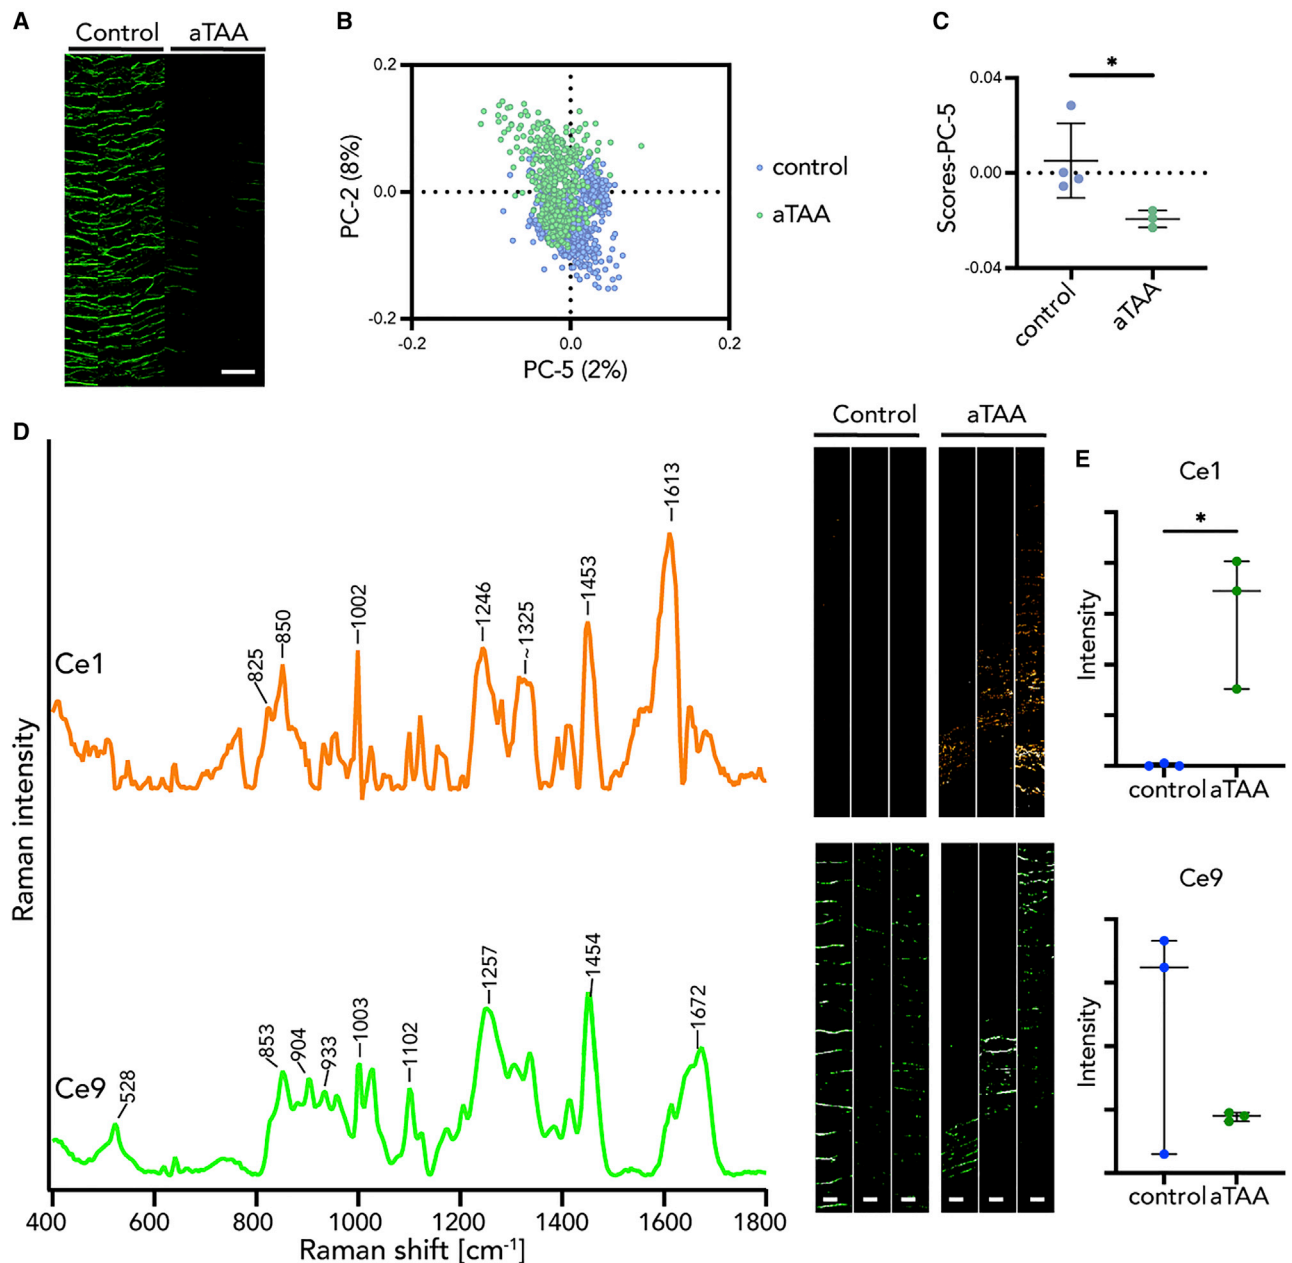 A
Control aTAA
B
0.2
0.0
-0.2
PC-2 (8%)
-0.2 0.0 0.2
PC-5 (2%)
control
aTAA
C
*
0.04
0.00
-0.04
Scores-PC-5
control
aTAA
D
Raman intensity
Ce1
825
850
1002
1246
~1325
1453
1613
Ce9
528
853
904
933
1003
1102
1257
1454
1672
400 600 800 1000 1200 1400 1600 1800
Raman shift [cm-1]
Control aTAA
E
Ce1
*
Intensity
control aTAA
Ce9
Intensity
control aTAA